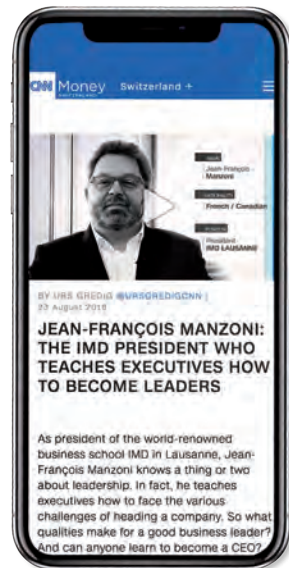 CNN Money Switzerland +
SWITZERLAND
Jean-François
Manzoni
French / Canadian
President
IMD LAUSANNE
BY URS GREDIG @URSGREDIGCNN |
23 August 2018
JEAN-FRANÇOIS MANZONI:
THE IMD PRESIDENT WHO
TEACHES EXECUTIVES HOW
TO BECOME LEADERS
As president of the world-renowned
business school IMD in Lausanne, Jean-
François Manzoni knows a thing or two
about leadership. In fact, he teaches
executives how to face the various
challenges of heading a company. So what
qualities make for a good business leader?
And can anyone learn to become a CEO?